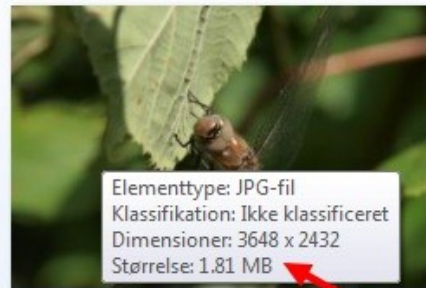 Elementtype: JPG-fil
Klassifikation: Ikke klassificeret
Dimensioner: 3648 x 2432
Størrelse: 1.81 MB